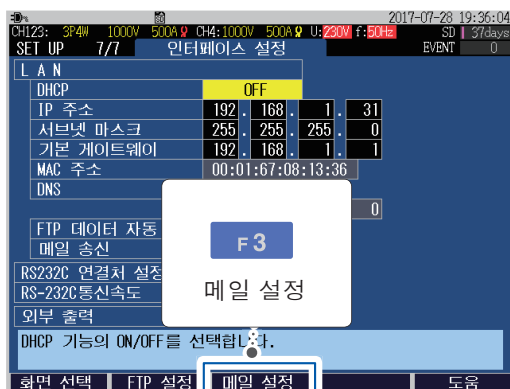 2017-07-28 19:36:04
CH123: 3P4W 1000V 500A CH4:1000V 500A U:230V f:50Hz SD 37days
SET UP 7/7 인터페이스 설정 EVENT 0
LAN
DHCP OFF
IP 주소 192 . 168 . 1 . 31
서브넷 마스크 255 . 255 . 255 . 0
기본 게이트웨이 192 . 168 . 1 . 1
MAC 주소 00:01:67:08:13:36
DNS
0
FTP 데이터 자동
메일 송신
F3
메일 설정
RS232C 연결처 설정
RS-232C통신속도
외부 출력
DHCP 기능의 ON/OFF를 선택합니다.
화면 선택 FTP 설정 메일 설정 도움